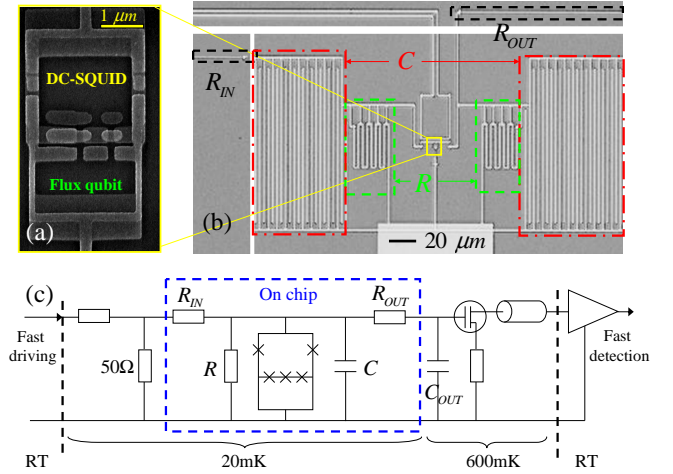 1 μm
DC-SQUID
Flux qubit
(a)
R_OUT
R_IN
C
R
(b)
20 μm
(c)
On chip
R_IN
R_OUT
Fast
driving
50Ω
R
C
C_OUT
Fast
detection
RT
20mK
600mK
RT